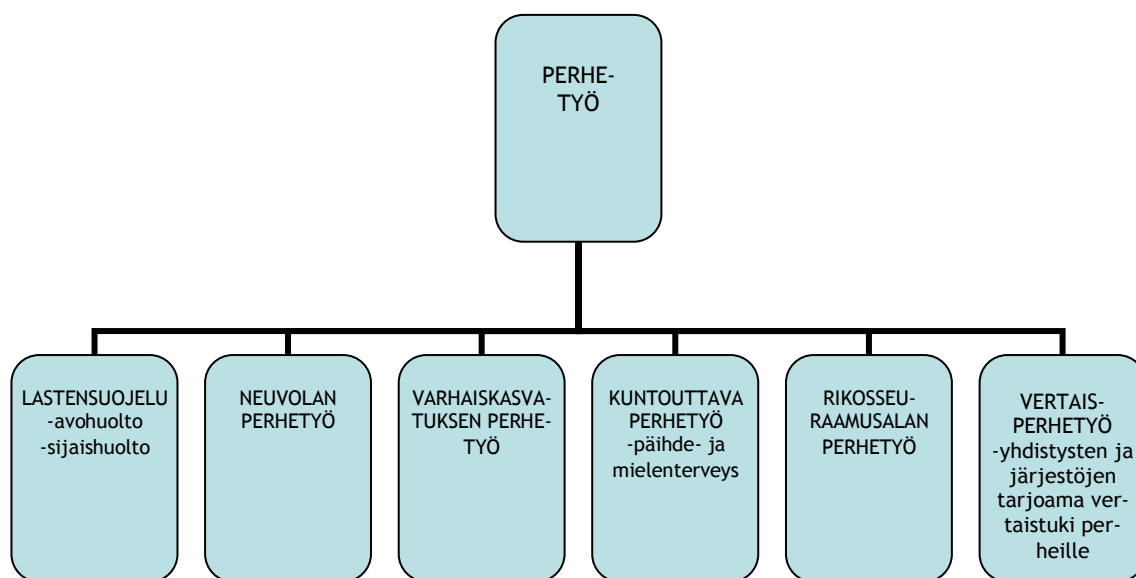 PERHE-
TYÖ
LASTENSUOJELU
-avohuolto
-sijaishuolto
NEUVOLAN
PERHETYÖ
VARHAISKASVA-
TUKSEN PERHE-
TYÖ
KUNTOUTTAVA
PERHETYÖ
-päihde- ja
mielenterveys
RIKOSSEU-
RAAMUSALAN
PERHETYÖ
VERTAIS-
PERHETYÖ
-yhdistysten ja
järjestöjen
tarjoama ver-
taistuki per-
heille